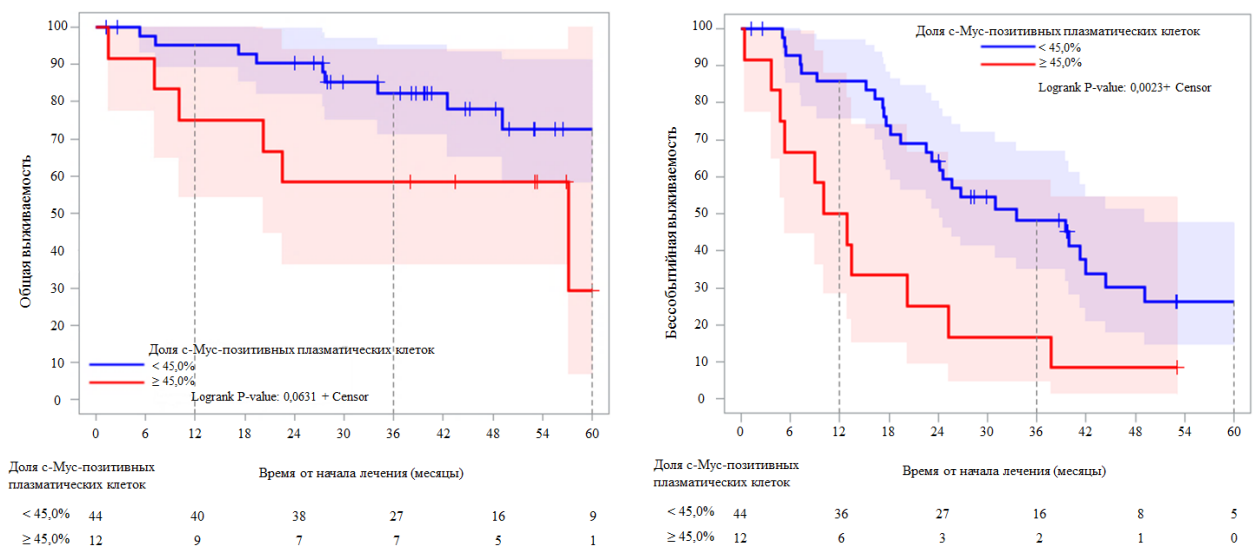 Общая выживаемость
100
90
80
70
60
50
40
30
20
10
0
Доля с-Мус-позитивных плазматических клеток
< 45,0%
≥ 45,0%
Logrank P-value: 0,0631 + Censor
0 6 12 18 24 30 36 42 48 54 60
Время от начала лечения (месяцы)
Доля с-Мус-позитивных
плазматических клеток
< 45,0% 44 40 38 27 16 9
≥ 45,0% 12 9 7 7 5 1
Бессобытийная выживаемость
100
90
80
70
60
50
40
30
20
10
0
Доля с-Мус-позитивных плазматических клеток
< 45,0%
≥ 45,0%
Logrank P-value: 0,0023+ Censor
0 6 12 18 24 30 36 42 48 54 60
Время от начала лечения (месяцы)
Доля с-Мус-позитивных
плазматических клеток
< 45,0% 44 36 27 16 8 5
≥ 45,0% 12 6 3 2 1 0